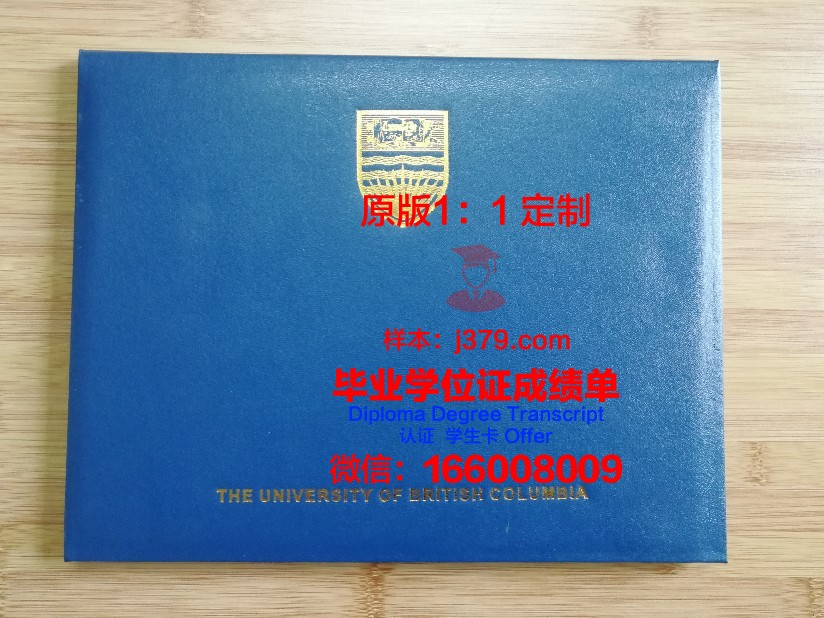 原版1：1 定制
样本：j379.com
毕业学位证成绩单
Diploma Degree Transcript
认证 学生卡 Offer
微信：166008009
THE UNIVERSITY OF BRITISH COLUMBIA